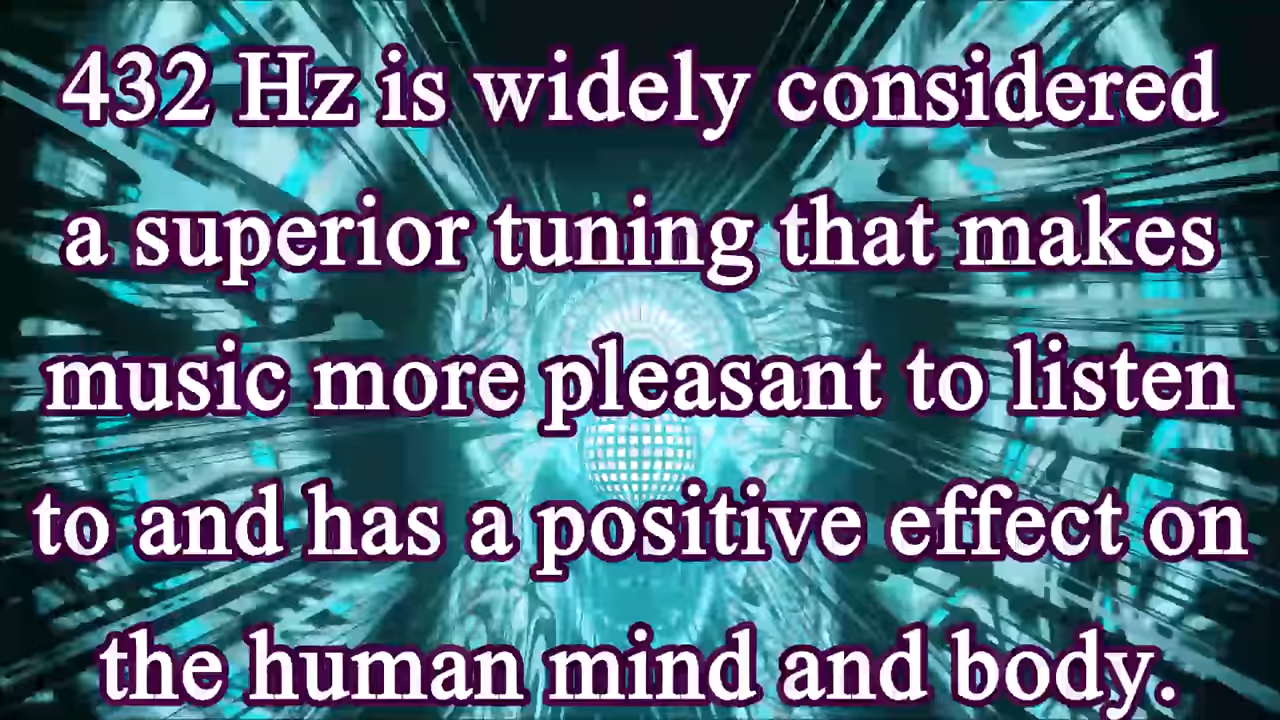 432 Hz is widely considered
a superior tuning that makes
music more pleasant to listen
to and has a positive effect on
the human mind and body.